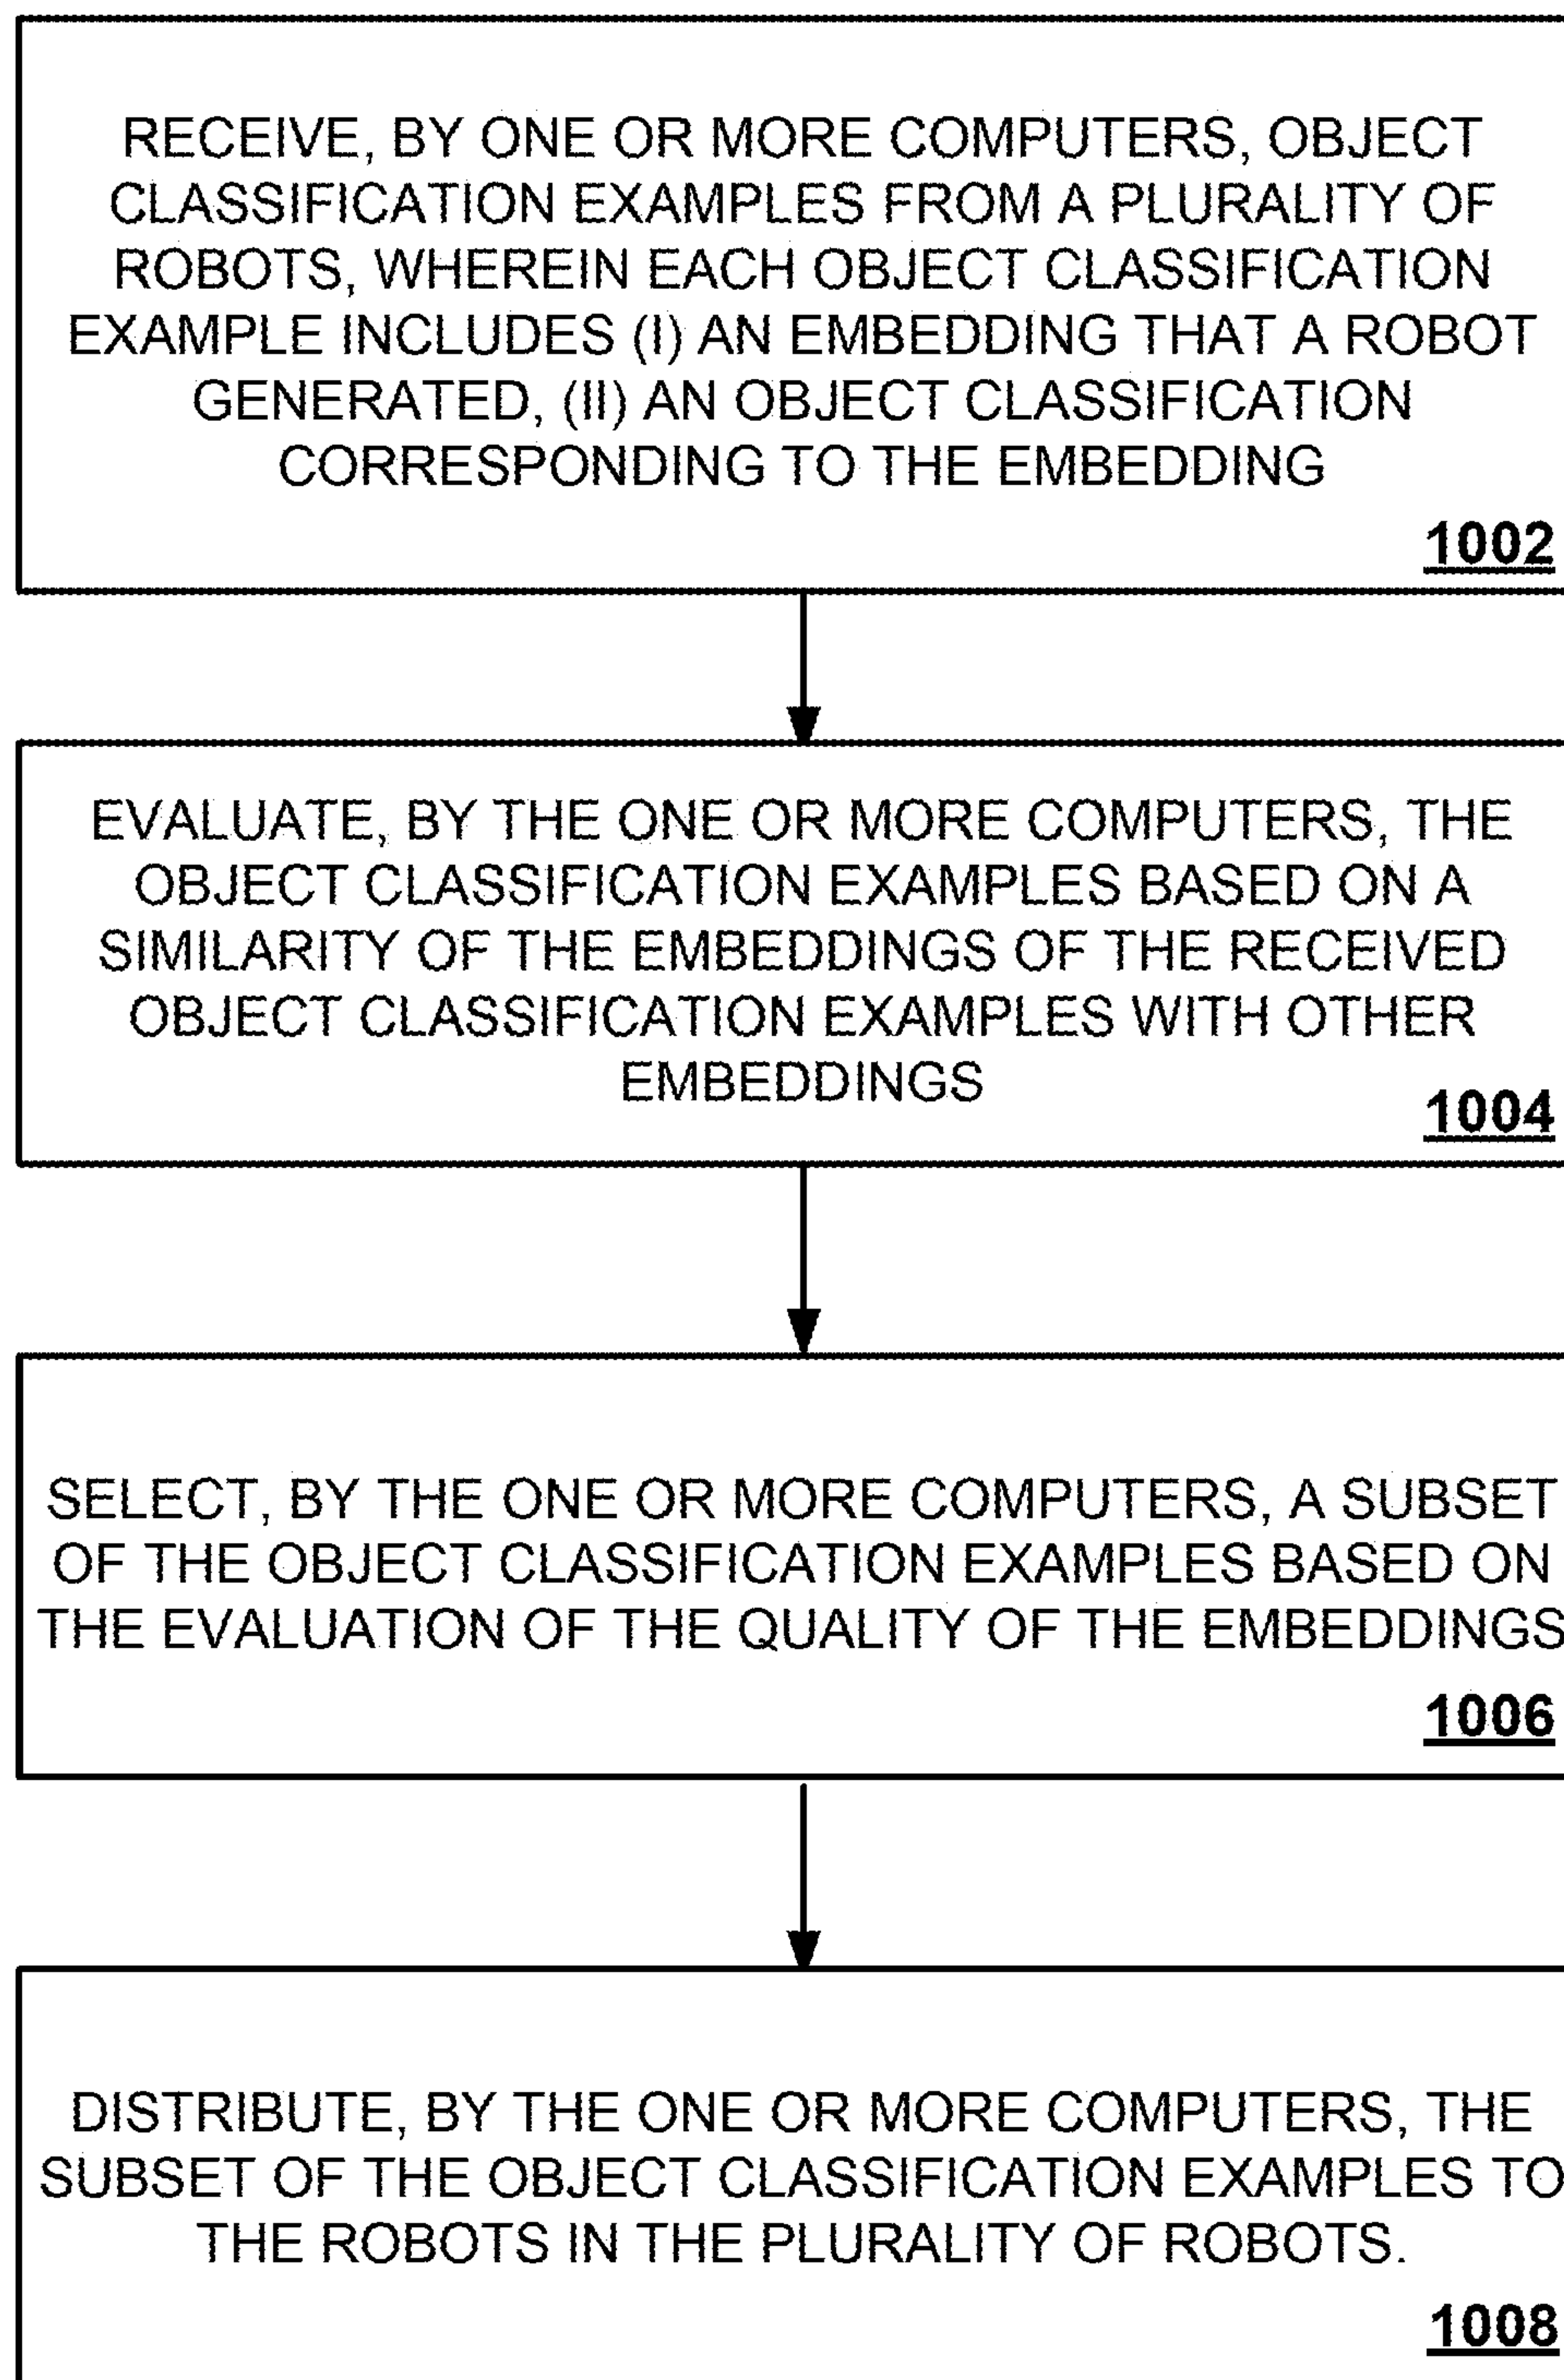 RECEIVE, BY ONE OR MORE COMPUTERS, OBJECT
CLASSIFICATION EXAMPLES FROM A PLURALITY OF
ROBOTS, WHEREIN EACH OBJECT CLASSIFICATION
EXAMPLE INCLUDES (I) AN EMBEDDING THAT A ROBOT
GENERATED, (II) AN OBJECT CLASSIFICATION
CORRESPONDING TO THE EMBEDDING
1002
EVALUATE, BY THE ONE OR MORE COMPUTERS, THE
OBJECT CLASSIFICATION EXAMPLES BASED ON A
SIMILARITY OF THE EMBEDDINGS OF THE RECEIVED
OBJECT CLASSIFICATION EXAMPLES WITH OTHER
EMBEDDINGS
1004
SELECT, BY THE ONE OR MORE COMPUTERS, A SUBSET
OF THE OBJECT CLASSIFICATION EXAMPLES BASED ON
THE EVALUATION OF THE QUALITY OF THE EMBEDDINGS
1006
DISTRIBUTE, BY THE ONE OR MORE COMPUTERS, THE
SUBSET OF THE OBJECT CLASSIFICATION EXAMPLES TO
THE ROBOTS IN THE PLURALITY OF ROBOTS.
1008